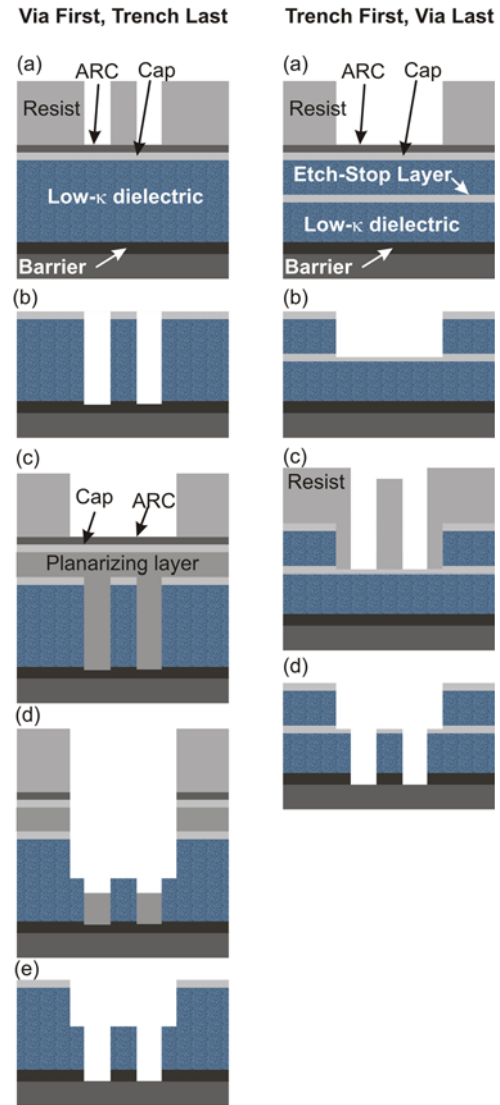 Via First, Trench Last
(a)
ARC
Cap
Resist
Low-κ dielectric
Barrier
(b)
(c)
Cap
ARC
Planarizing layer
(d)
(e)
Trench First, Via Last
(a)
ARC
Cap
Resist
Etch-Stop Layer
Low-κ dielectric
Barrier
(b)
(c)
Resist
(d)